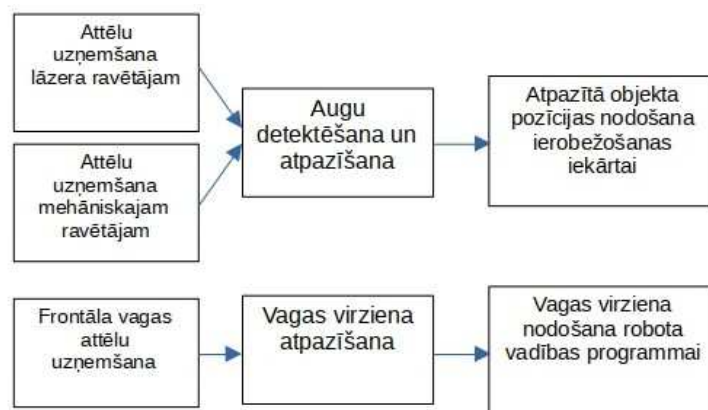 Attēlu
uzņemšana
lāzera ravētājam
Attēlu
uzņemšana
mehāniskajam
ravētājam
Augu
detektēšana un
atpazīšana
Atpazītā objekta
pozīcijas nodošana
ierobežošanas
iekārtai
Frontāla vagas
attēlu
uzņemšana
Vagas virziena
atpazīšana
Vagas virziena
nodošana robota
vadības programmai